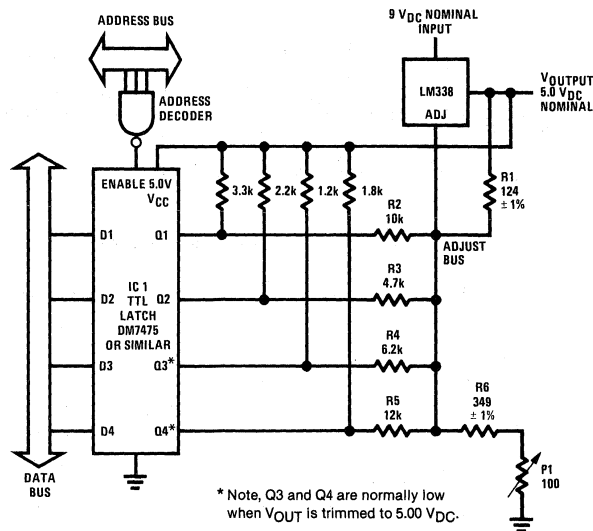 ADDRESS BUS
9 VDC NOMINAL
INPUT
LM338
ADJ
VOUTPUT
5.0 VDC
NOMINAL
ADDRESS
DECODER
ENABLE 5.0V
VCC
3.3k
2.2k
1.2k
1.8k
R1
124
± 1%
R2
10k
ADJUST
BUS
D1
Q1
R3
4.7k
D2
Q2
IC 1
TTL
LATCH
DM7475
OR SIMILAR
R4
6.2k
D3
Q3*
R5
12k
R6
349
± 1%
D4
Q4*
P1
100
DATA
BUS
* Note, Q3 and Q4 are normally low
when VOUT is trimmed to 5.00 VDC.